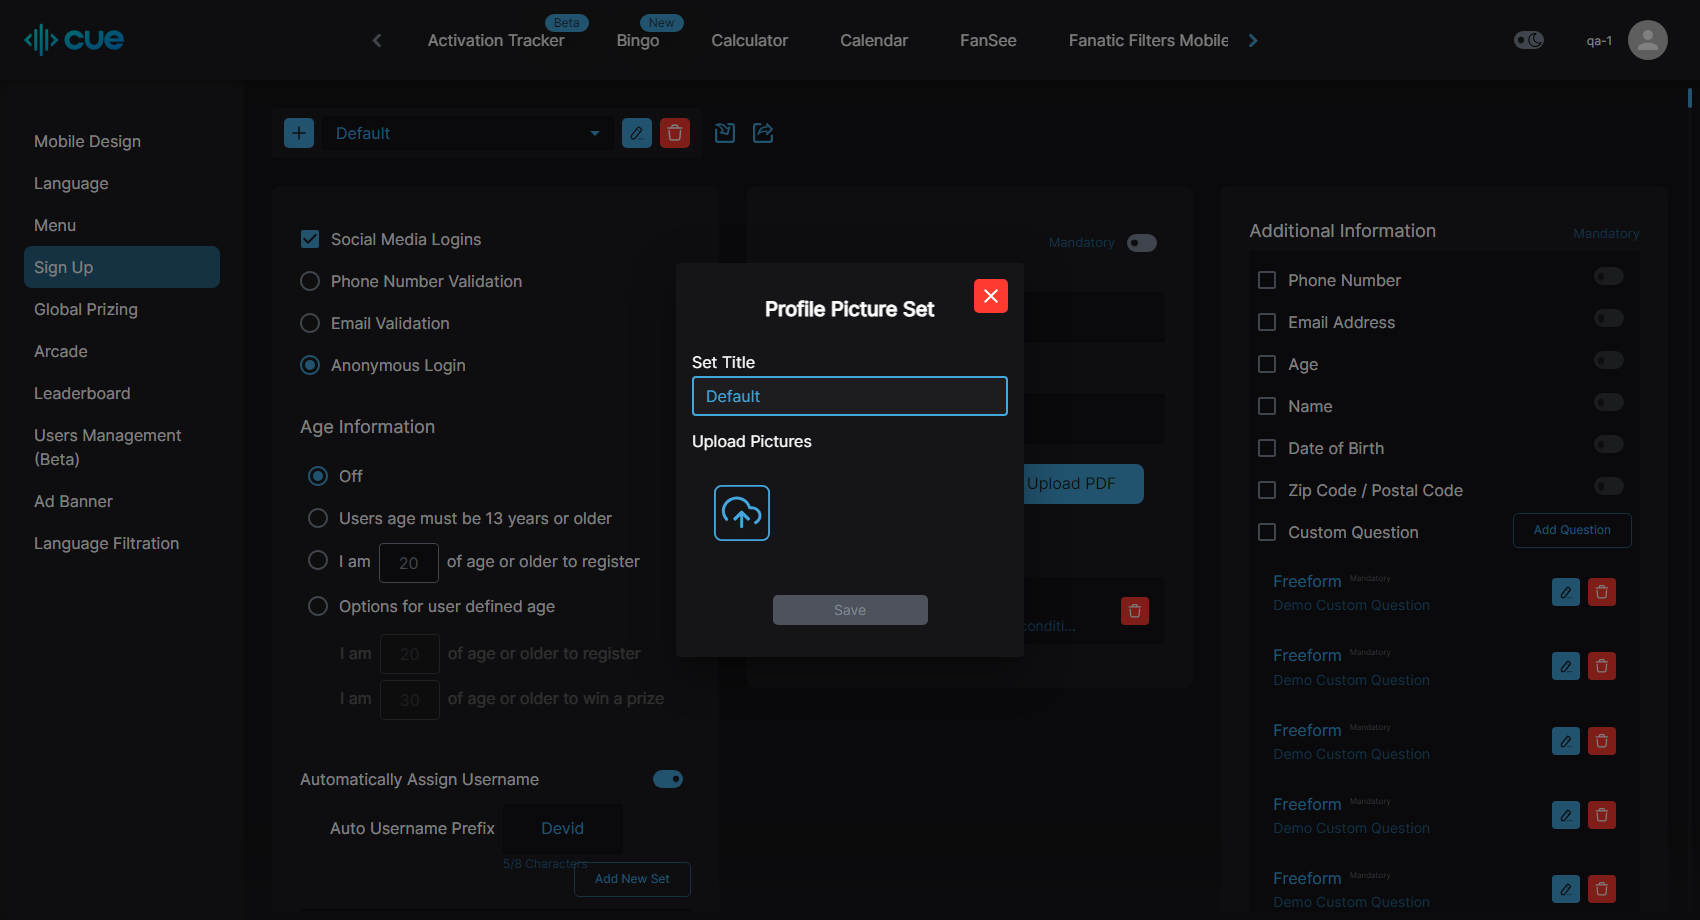 cue
Activation Tracker
Beta
Bingo
New
Calculator
Calendar
FanSee
Fanatic Filters Mobile
qa-1
Mobile Design
Language
Menu
Sign Up
Global Prizing
Arcade
Leaderboard
Users Management
(Beta)
Ad Banner
Language Filtration
Default
Social Media Logins
Phone Number Validation
Email Validation
Anonymous Login
Age Information
Off
Users age must be 13 years or older
I am 20 of age or older to register
Options for user defined age
I am 20 of age or older to register
I am 30 of age or older to win a prize
Automatically Assign Username
Auto Username Prefix Devid
5/8 Characters
Add New Set
Mandatory
Profile Picture Set
Set Title
Default
Upload Pictures
Save
Upload PDF
conditi...
Additional Information Mandatory
Phone Number
Email Address
Age
Name
Date of Birth
Zip Code / Postal Code
Custom Question Add Question
Freeform Mandatory
Demo Custom Question
Freeform Mandatory
Demo Custom Question
Freeform Mandatory
Demo Custom Question
Freeform Mandatory
Demo Custom Question
Freeform Mandatory
Demo Custom Question